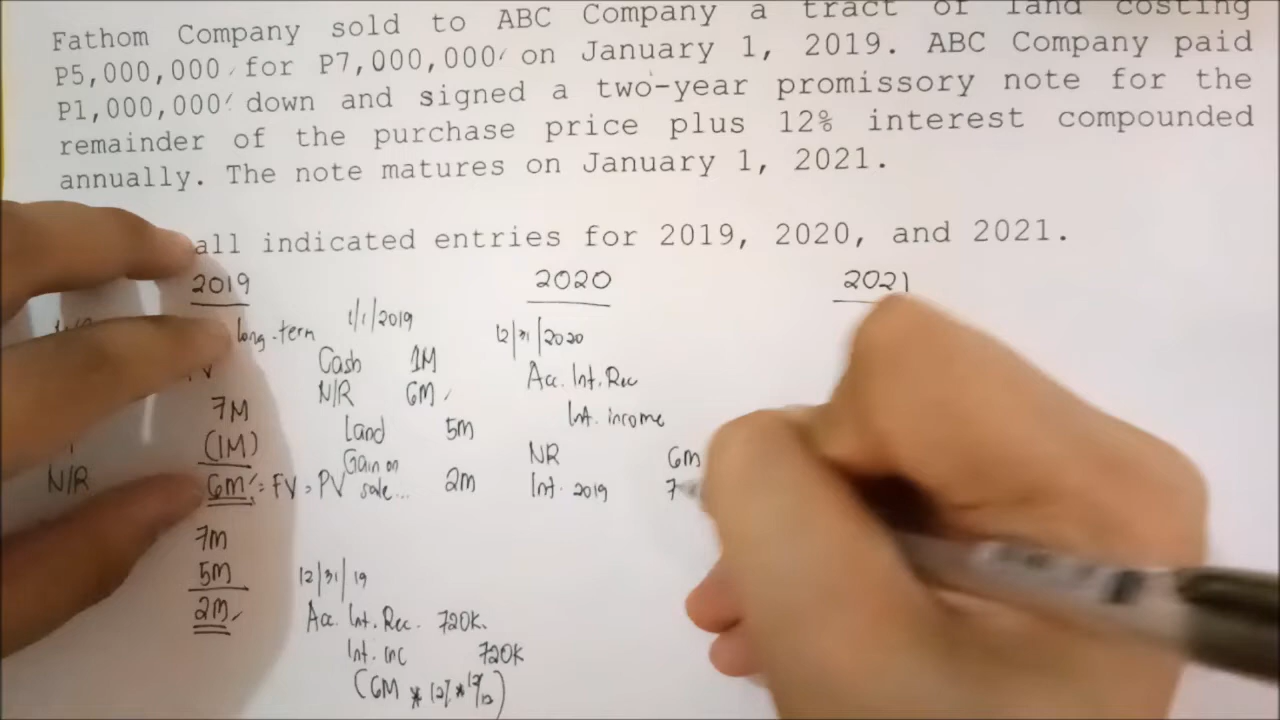 Fathom Company sold to ABC Company a tract of land costing
P5,000,000 for P7,000,000 on January 1, 2019. ABC Company paid
P1,000,000 down and signed a two-year promissory note for the
remainder of the purchase price plus 12% interest compounded
annually. The note matures on January 1, 2021.
all indicated entries for 2019, 2020, and 2021.
2019
long-term
7M
(1M)
N/R 6M = FV = PV
7M
5M
2M
1/1/2019
Cash 1M
N/R 6M
Land 5M
Gain on
sale... 2M
12/31/19
Acc. Int. Rec. 720K
Int. inc 720K
(6M * 12% * 12/12)
2020
12/31/2020
Acc. Int. Rec
Int. income
NR 6M
Int. 2019 7
2021